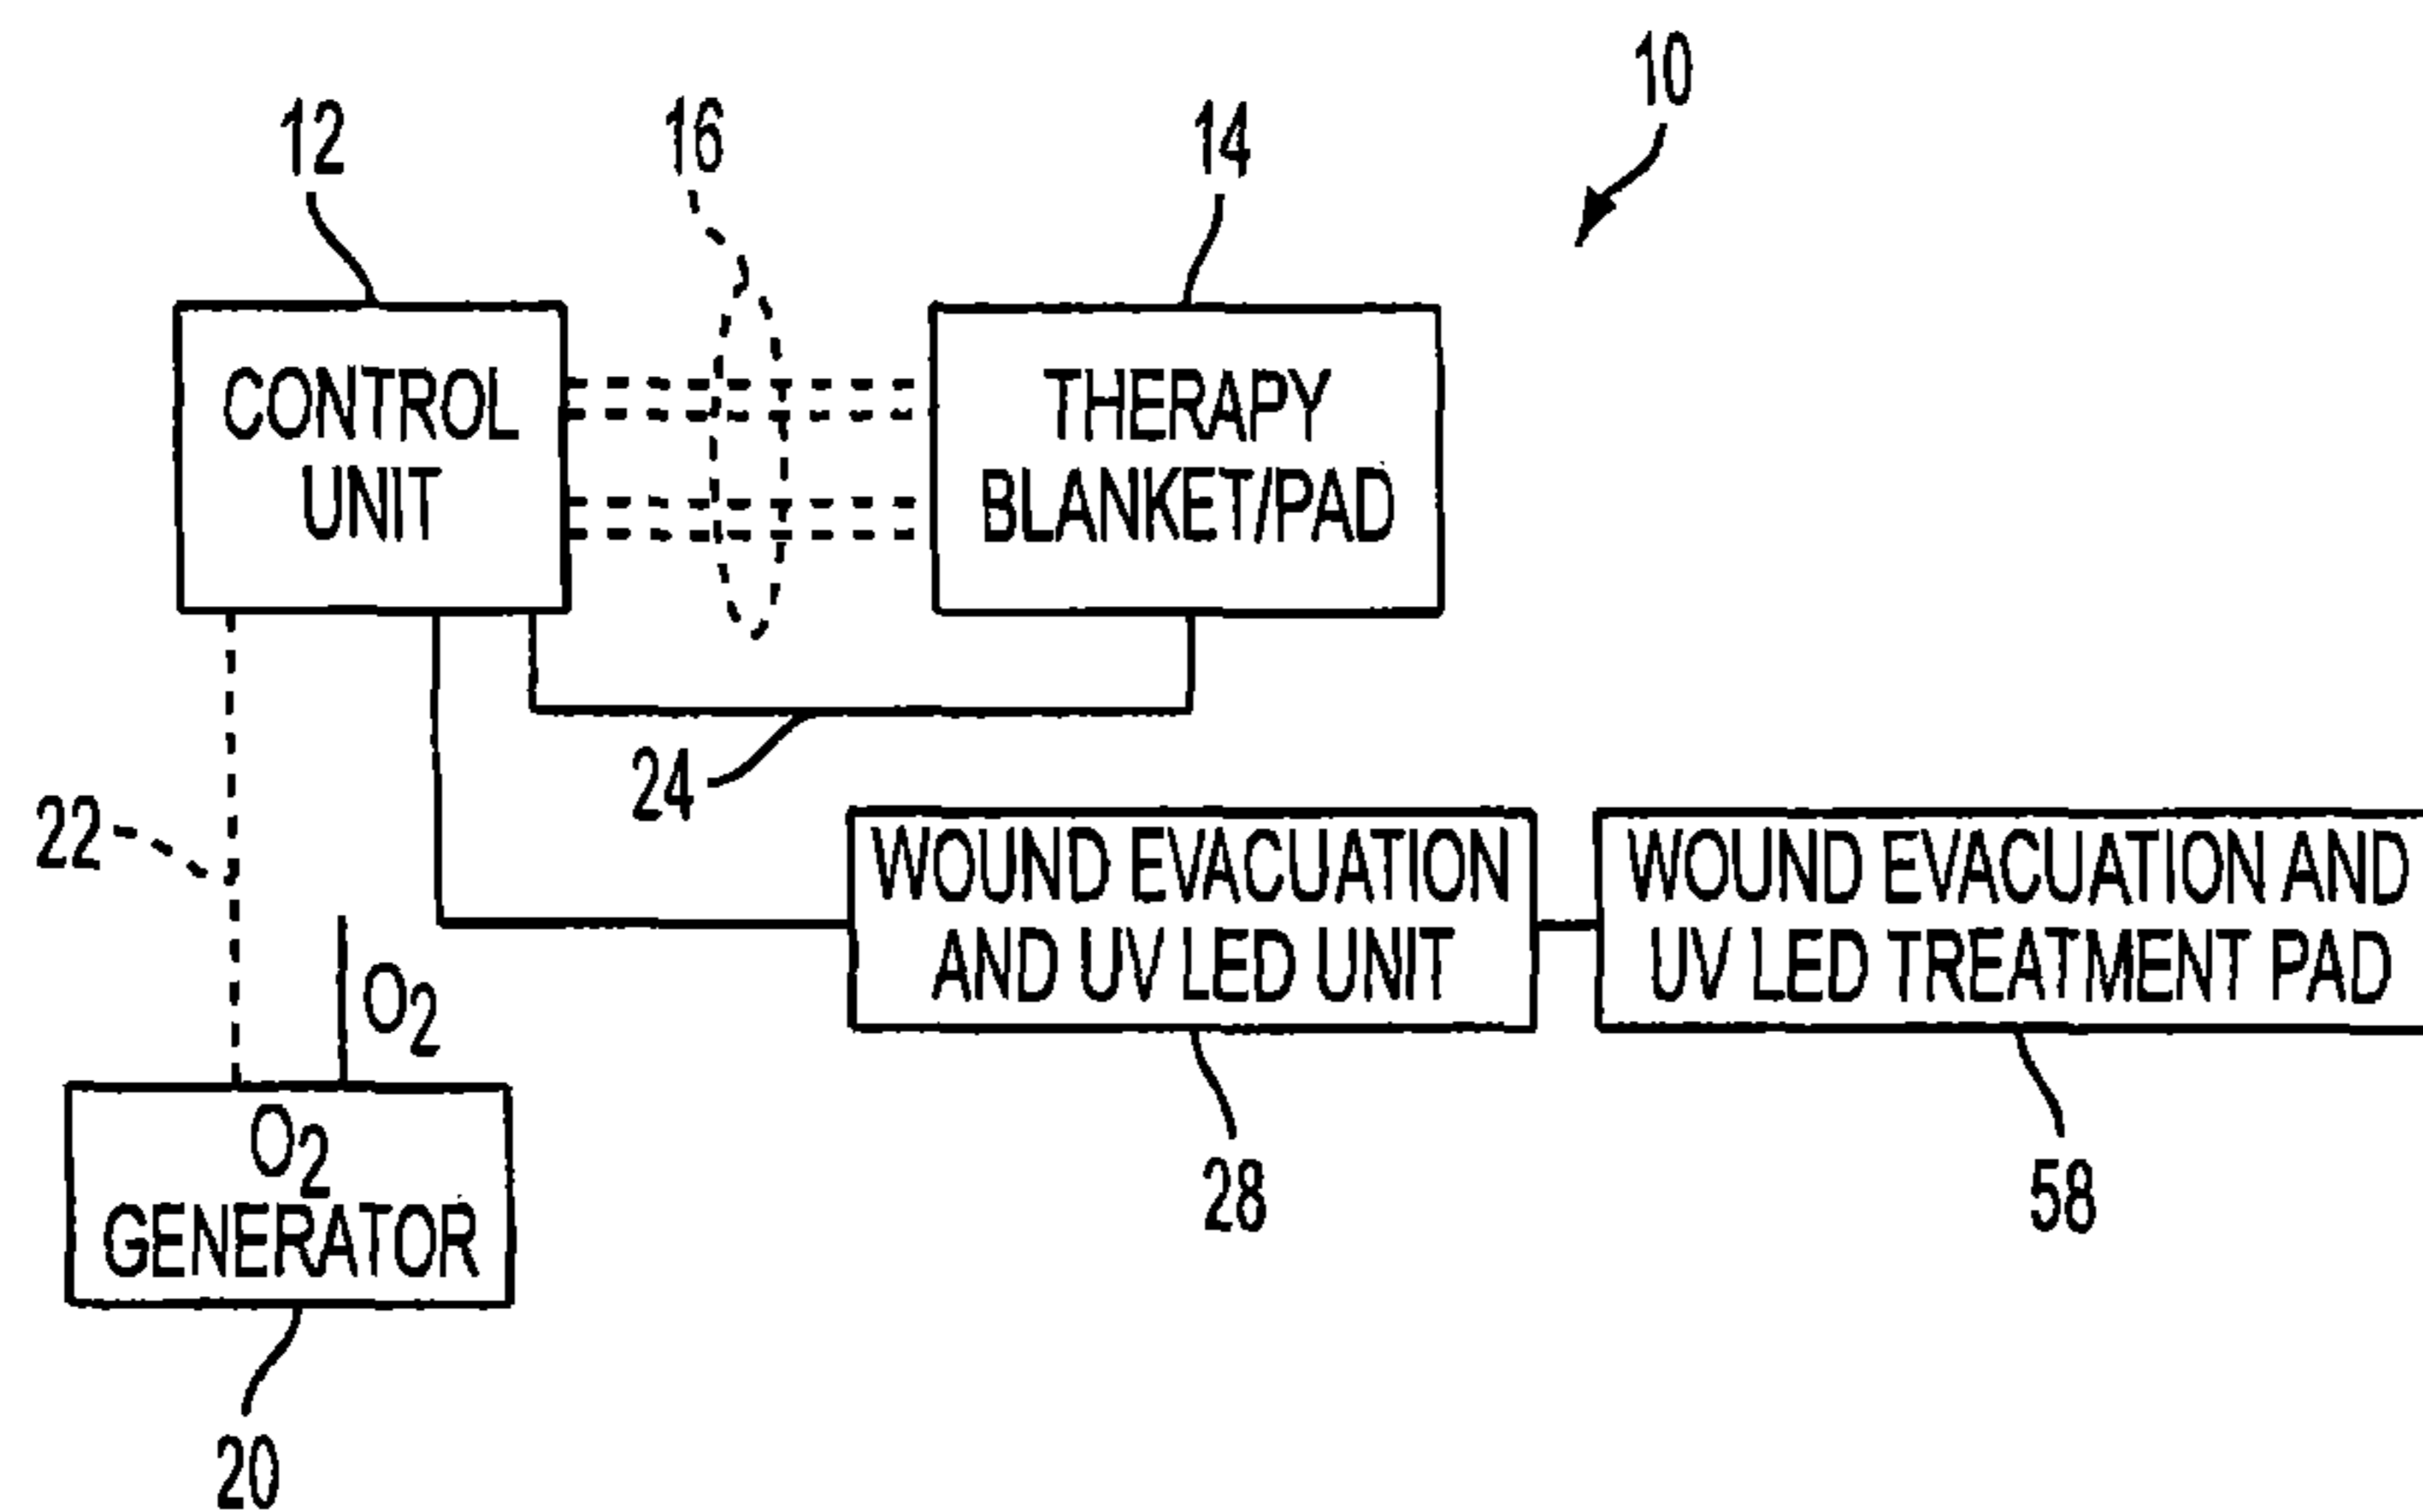 10
12
16
14
CONTROL
UNIT
THERAPY
BLANKET/PAD
24
22
WOUND EVACUATION
AND UV LED UNIT
WOUND EVACUATION AND
UV LED TREATMENT PAD
O2
O2
GENERATOR
28
58
20